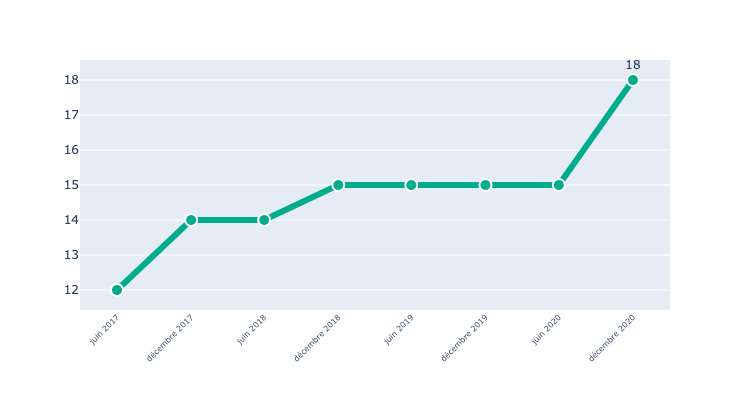 18
18
17
16
15
14
13
12
juin 2017
décembre 2017
juin 2018
décembre 2018
juin 2019
décembre 2019
juin 2020
décembre 2020